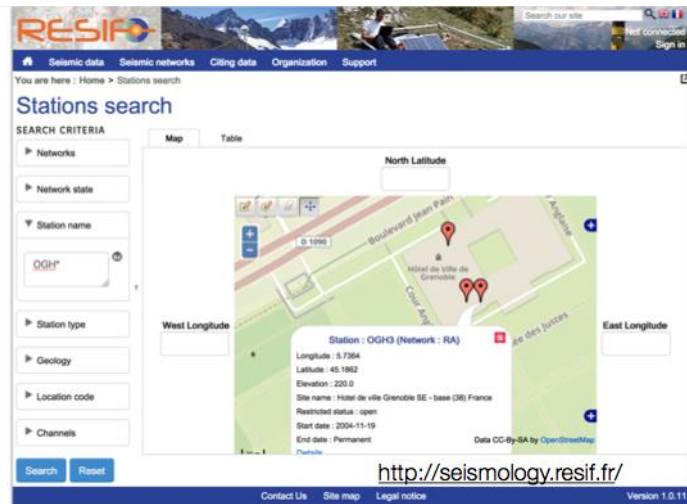 RESIF
Search our site
Not connected
Sign in
Seismic data Seismic networks Citing data Organization Support
You are here : Home > Stations search
Stations search
SEARCH CRITERIA
Map Table
Networks
North Latitude
Network state
Station name
Boulevard Jean Pain
D 1090
Hôtel de Ville de
Grenoble
OGH*
Station type
West Longitude
East Longitude
Station : OGH3 (Network : RA)
Geology
Longitude : 5.7364
Latitude : 45.1862
Elevation : 220.0
Location code
Site name : Hotel de ville Grenoble SE - base (38) France
Restricted status : open
Start date : 2004-11-19
Channels
End date : Permanent
Data CC-By-SA by OpenStreetMap
Details
Search Reset
http://seismology.resif.fr/
Contact Us Site map Legal notice Version 1.0.11